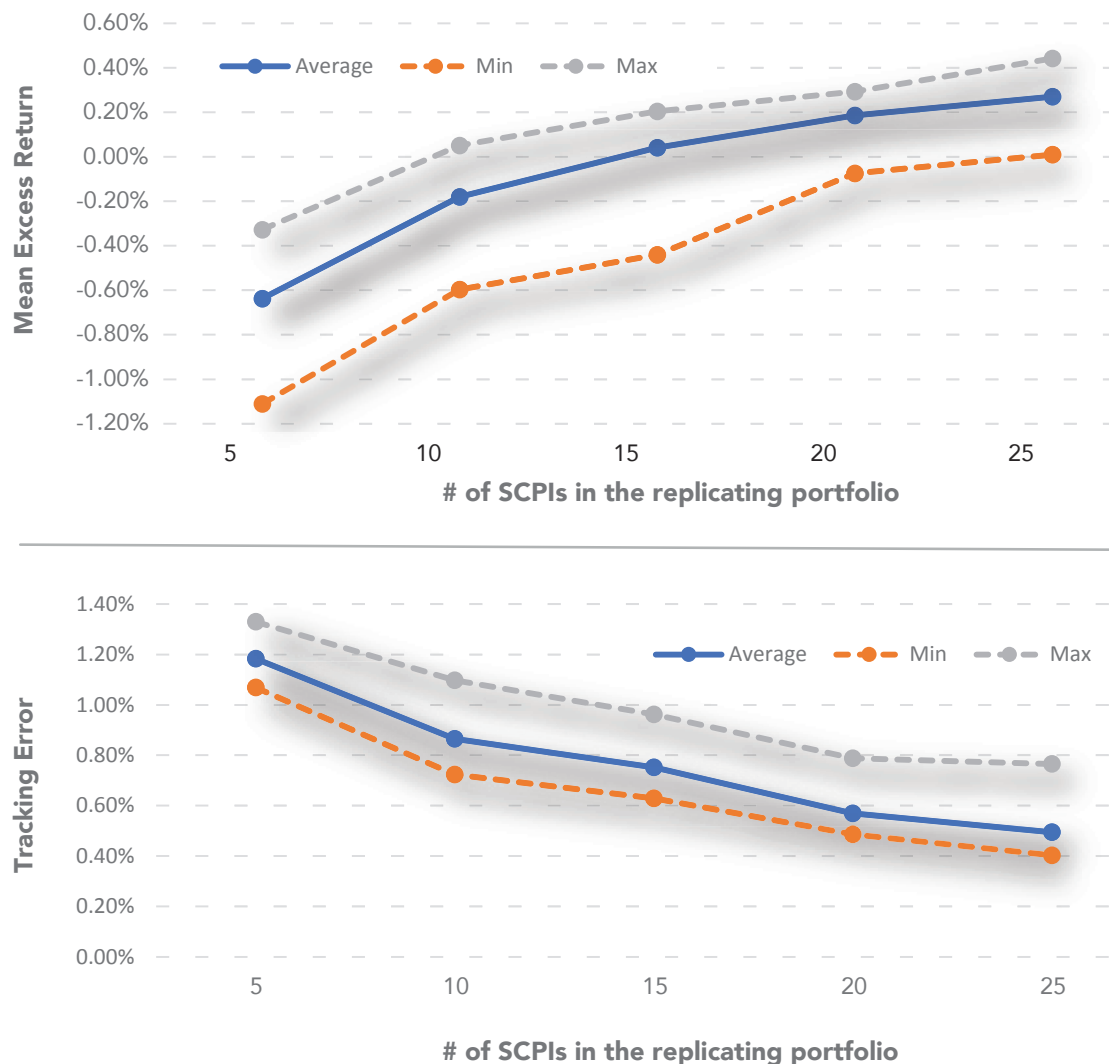 0.60%
0.40%
0.20%
0.00%
-0.20%
-0.40%
-0.60%
-0.80%
-1.00%
-1.20%
Mean Excess Return
Average Min Max
5 10 15 20 25
# of SCPIs in the replicating portfolio
1.40%
1.20%
1.00%
0.80%
0.60%
0.40%
0.20%
0.00%
Tracking Error
Average Min Max
5 10 15 20 25
# of SCPIs in the replicating portfolio